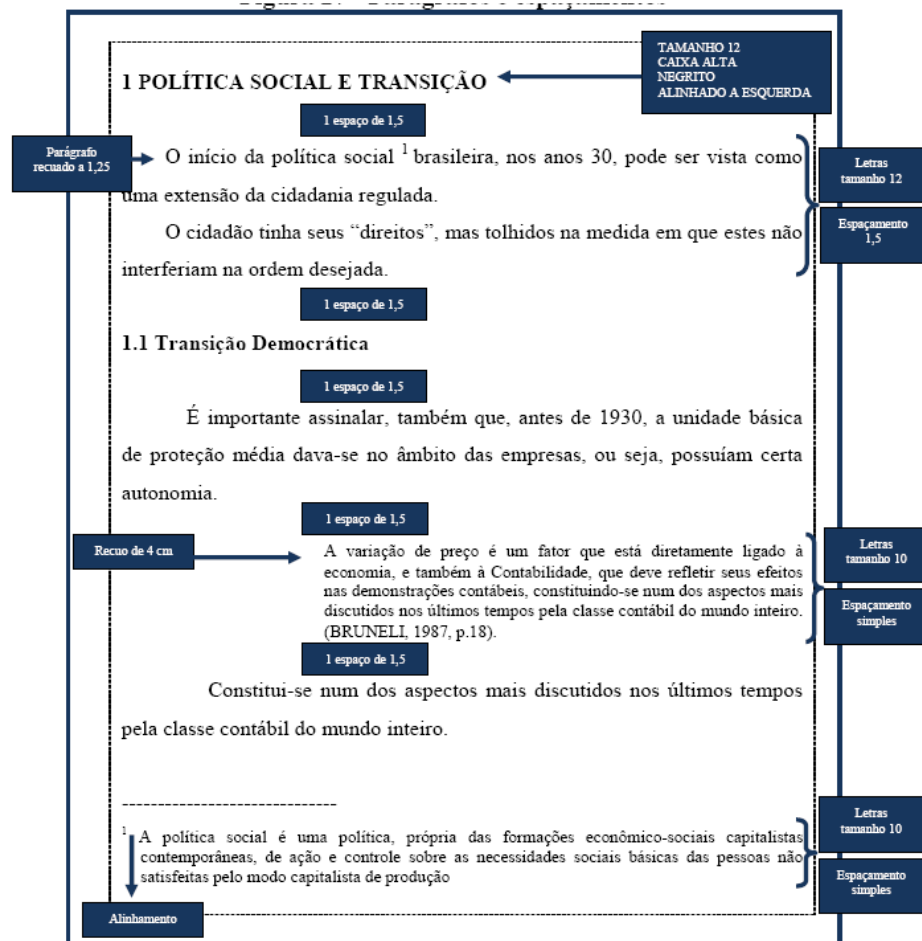 Figura 27 – Parágrafos e espaçamentos
TAMANHO 12
CAIXA ALTA
NEGRITO
ALINHADO A ESQUERDA
1 POLÍTICA SOCIAL E TRANSIÇÃO
1 espaço de 1,5
Parágrafo
recuado a 1,25
O início da política social ¹ brasileira, nos anos 30, pode ser vista como
uma extensão da cidadania regulada.
O cidadão tinha seus “direitos”, mas tolhidos na medida em que estes não
interferiam na ordem desejada.
Letras
tamanho 12
Espaçamento
1,5
1 espaço de 1,5
1.1 Transição Democrática
1 espaço de 1,5
É importante assinalar, também que, antes de 1930, a unidade básica
de proteção média dava-se no âmbito das empresas, ou seja, possuíam certa
autonomia.
1 espaço de 1,5
Recuo de 4 cm
A variação de preço é um fator que está diretamente ligado à
economia, e também à Contabilidade, que deve refletir seus efeitos
nas demonstrações contábeis, constituindo-se num dos aspectos mais
discutidos nos últimos tempos pela classe contábil do mundo inteiro.
(BRUNELI, 1987, p.18).
Letras
tamanho 10
Espaçamento
simples
1 espaço de 1,5
Constitui-se num dos aspectos mais discutidos nos últimos tempos
pela classe contábil do mundo inteiro.
------------------------------
¹ A política social é uma política, própria das formações econômico-sociais capitalistas
contemporâneas, de ação e controle sobre as necessidades sociais básicas das pessoas não
satisfeitas pelo modo capitalista de produção
Letras
tamanho 10
Espaçamento
simples
Alinhamento